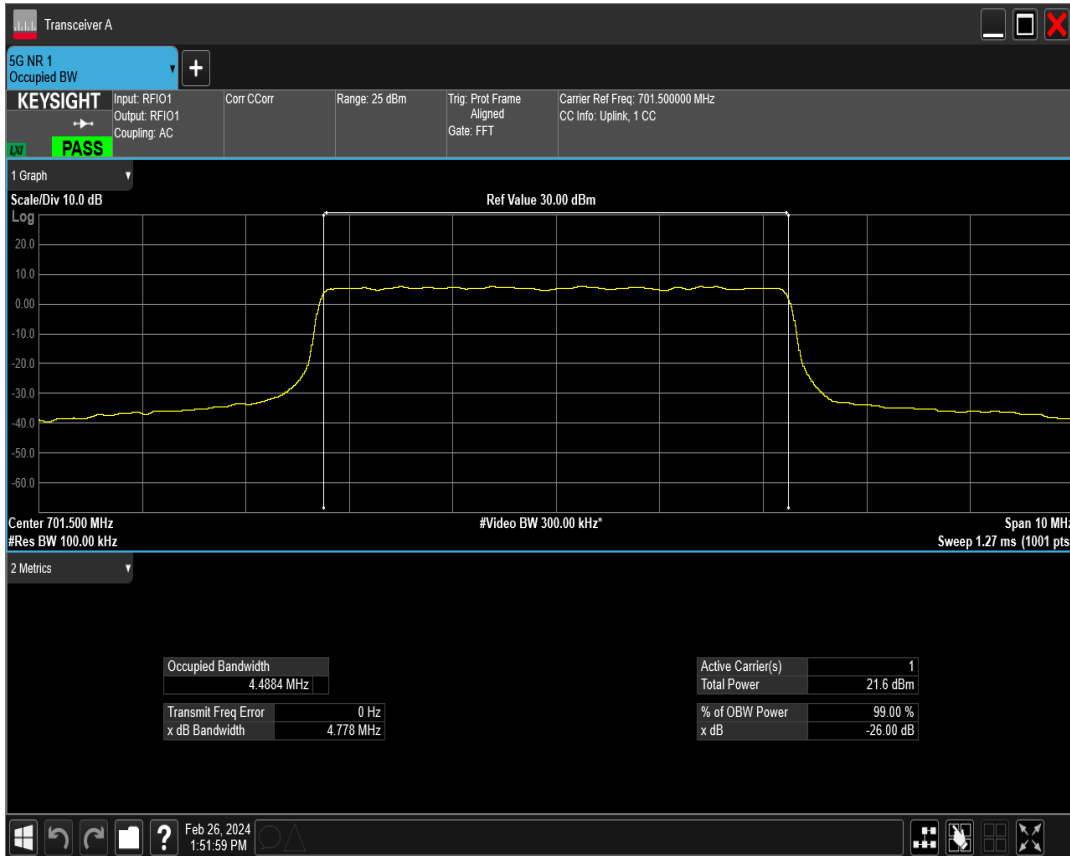 Transceiver A
5G NR 1
Occupied BW
KEYSIGHT
LXI
PASS
Input: RFIO1
Output: RFIO1
Coupling: AC
Corr CCorr
Range: 25 dBm
Trig: Prot Frame
Aligned
Gate: FFT
Carrier Ref Freq: 701.500000 MHz
CC Info: Uplink, 1 CC
1 Graph
Scale/Div 10.0 dB
Ref Value 30.00 dBm
Log
20.0
10.0
0.00
-10.0
-20.0
-30.0
-40.0
-50.0
-60.0
Center 701.500 MHz
#Video BW 300.00 kHz*
Span 10 MHz
#Res BW 100.00 kHz
Sweep 1.27 ms (1001 pts
2 Metrics
Occupied Bandwidth
4.4884 MHz
Transmit Freq Error 0 Hz
x dB Bandwidth 4.778 MHz
Active Carrier(s) 1
Total Power 21.6 dBm
% of OBW Power 99.00 %
x dB -26.00 dB
?
Feb 26, 2024
1:51:59 PM